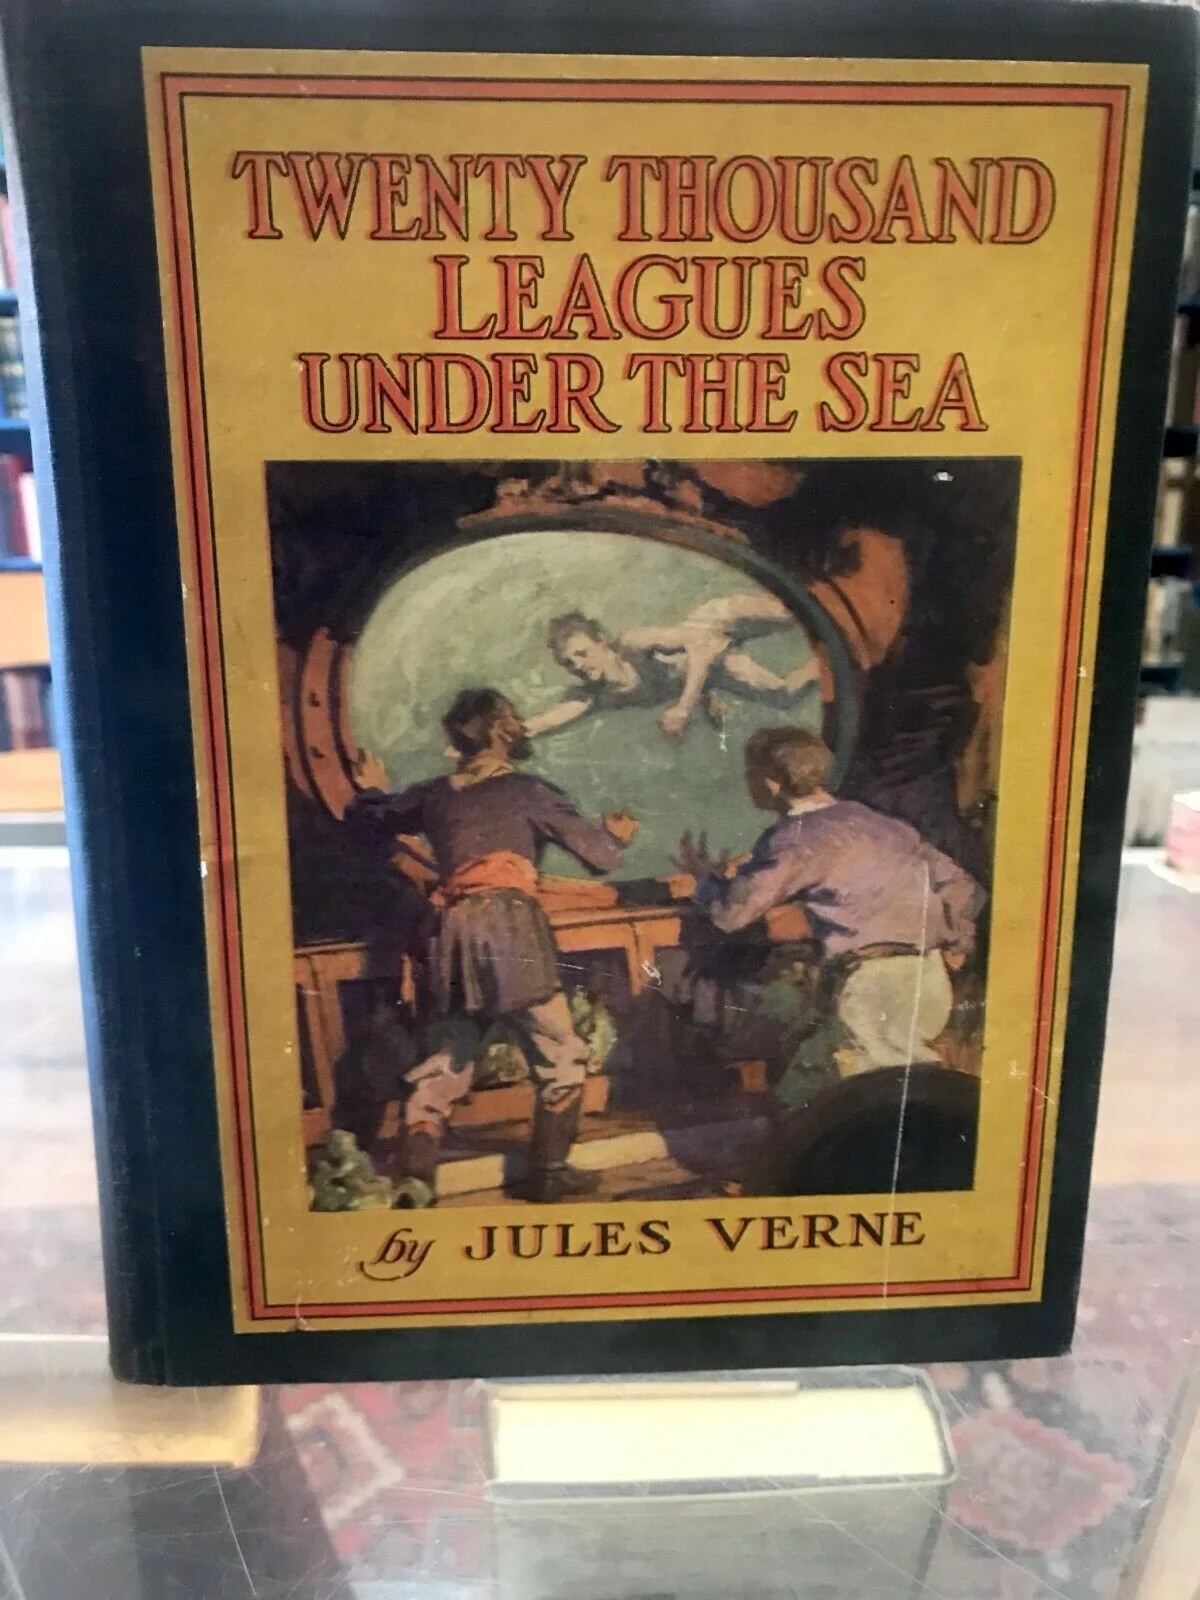 TWENTY THOUSAND
LEAGUES
UNDER THE SEA
by JULES VERNE